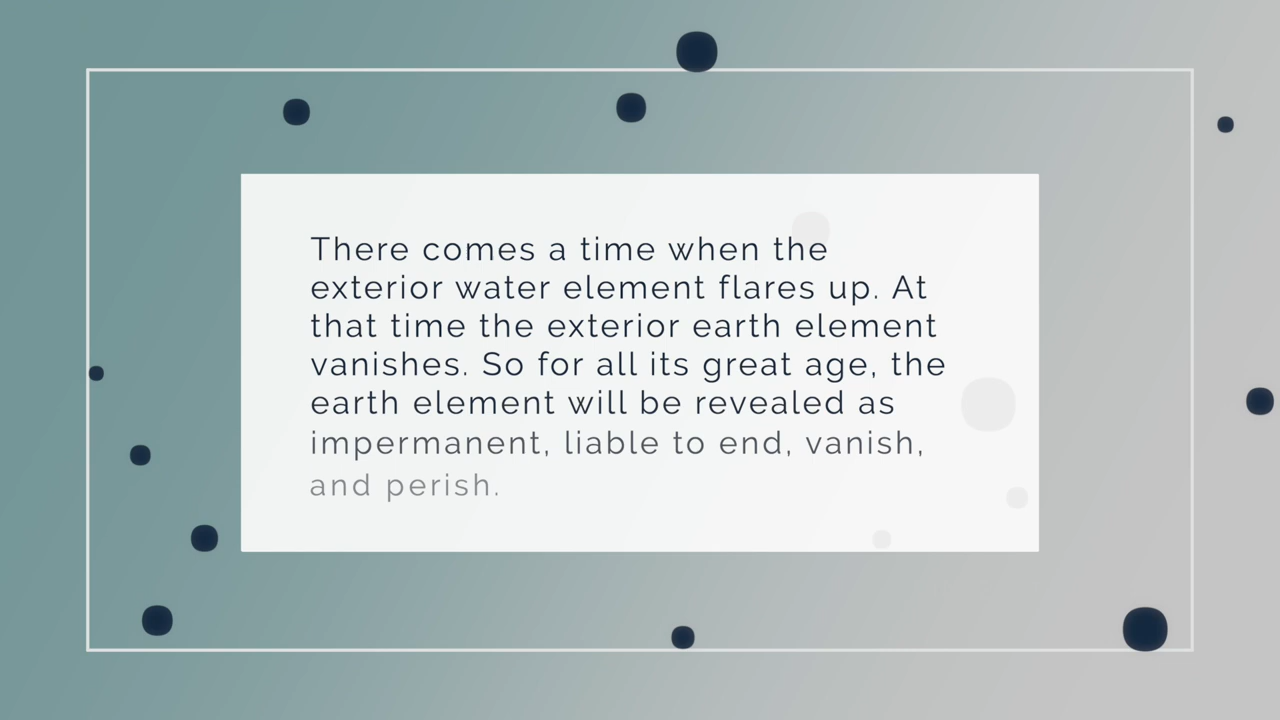 There comes a time when the
exterior water element flares up. At
that time the exterior earth element
vanishes. So for all its great age, the
earth element will be revealed as
impermanent, liable to end, vanish,
and perish.